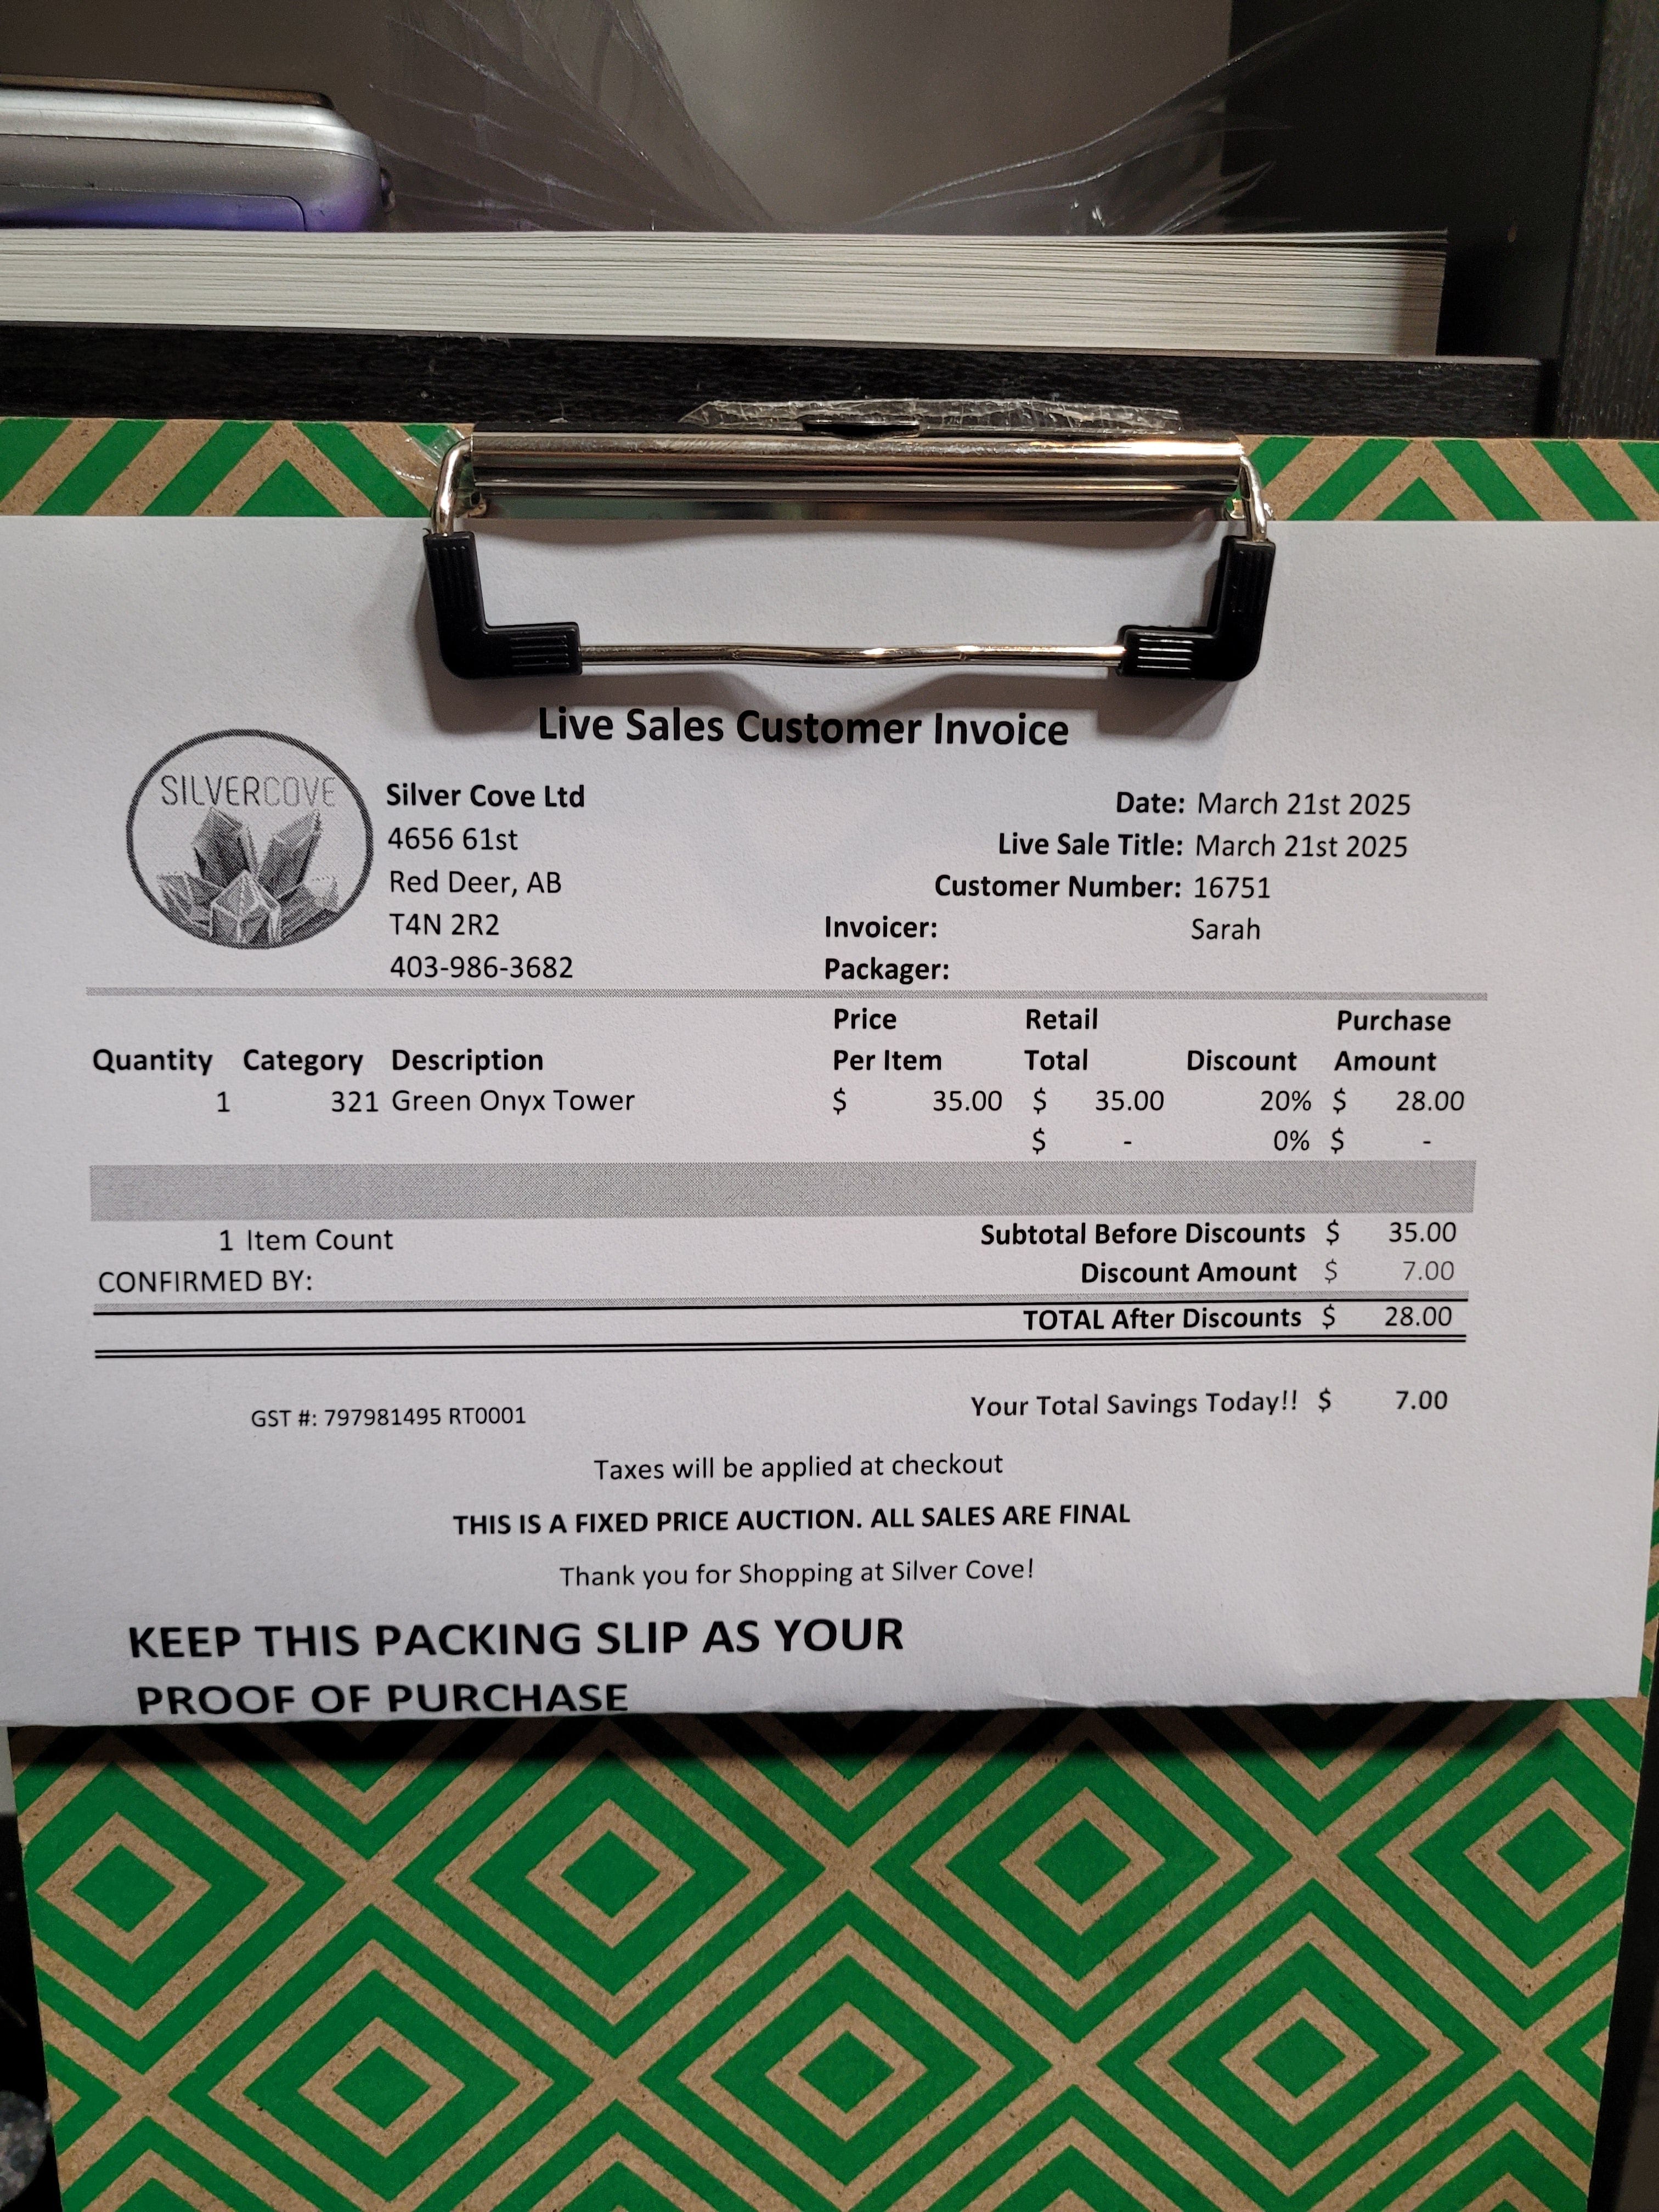 Live Sales Customer Invoice
SILVERCOVE
Silver Cove Ltd
4656 61st
Red Deer, AB
T4N 2R2
403-986-3682
Date: March 21st 2025
Live Sale Title: March 21st 2025
Customer Number: 16751
Invoicer: Sarah
Packager:
Quantity Category Description Price Per Item Retail Total Discount Purchase Amount
1 321 Green Onyx Tower $ 35.00 $ 35.00 20% $ 28.00
$ - 0% $ -
1 Item Count
CONFIRMED BY:
Subtotal Before Discounts $ 35.00
Discount Amount $ 7.00
TOTAL After Discounts $ 28.00
GST #: 797981495 RT0001
Your Total Savings Today!! $ 7.00
Taxes will be applied at checkout
THIS IS A FIXED PRICE AUCTION. ALL SALES ARE FINAL
Thank you for Shopping at Silver Cove!
KEEP THIS PACKING SLIP AS YOUR
PROOF OF PURCHASE